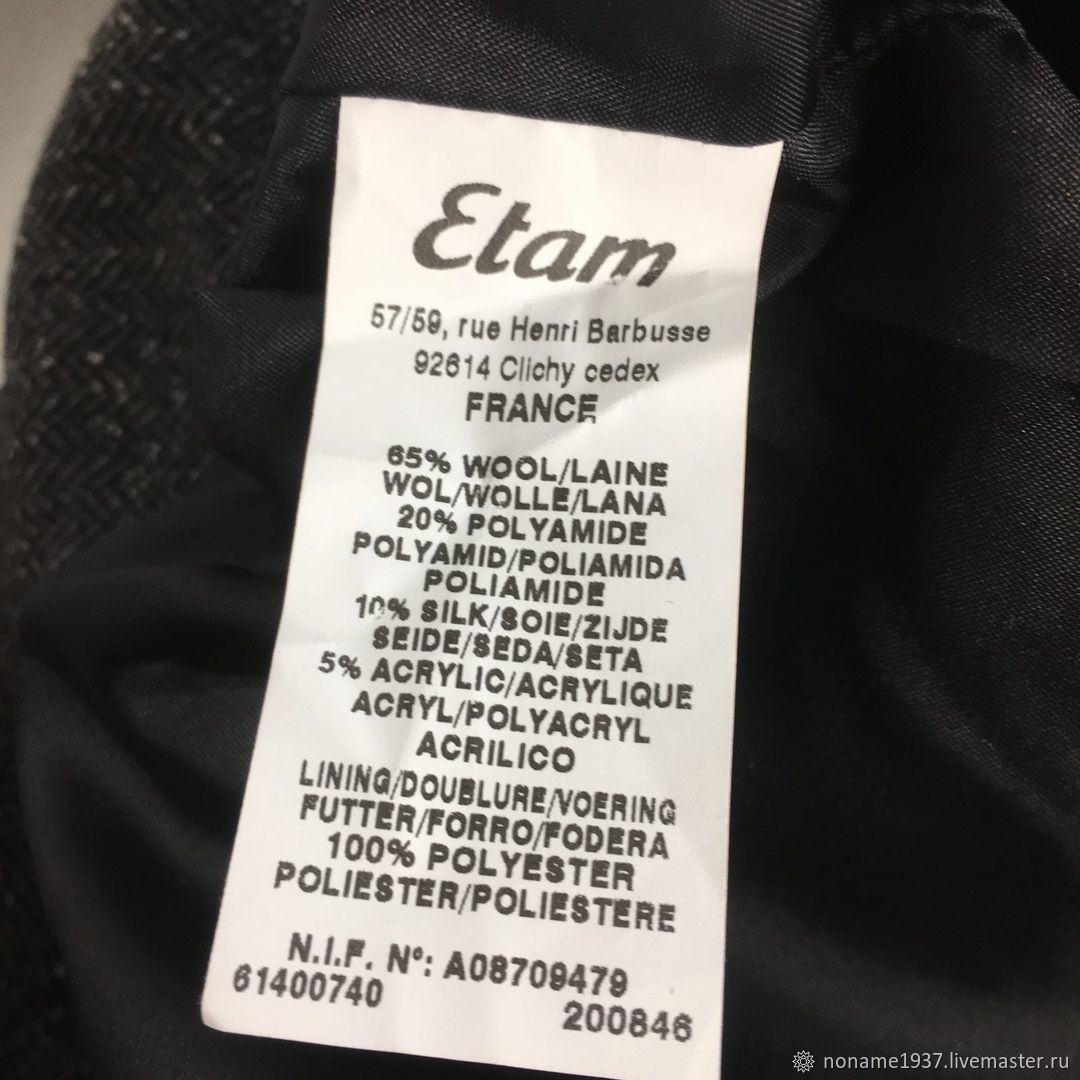 Etam
57/59, rue Henri Barbusse
92614 Clichy cedex
FRANCE
65% WOOL/LAINE
WOL/WOLLE/LANA
20% POLYAMIDE
POLYAMID/POLIAMIDA
POLIAMIDE
10% SILK/SOIE/ZIJDE
SEIDE/SEDA/SETA
5% ACRYLIC/ACRYLIQUE
ACRYL/POLYACRYL
ACRILICO
LINING/DOUBLURE/VOERING
FUTTER/FORRO/FODERA
100% POLYESTER
POLIESTER/POLIESTERE
N.I.F. N°: A08709479
61400740
200846
noname1937.livemaster.ru